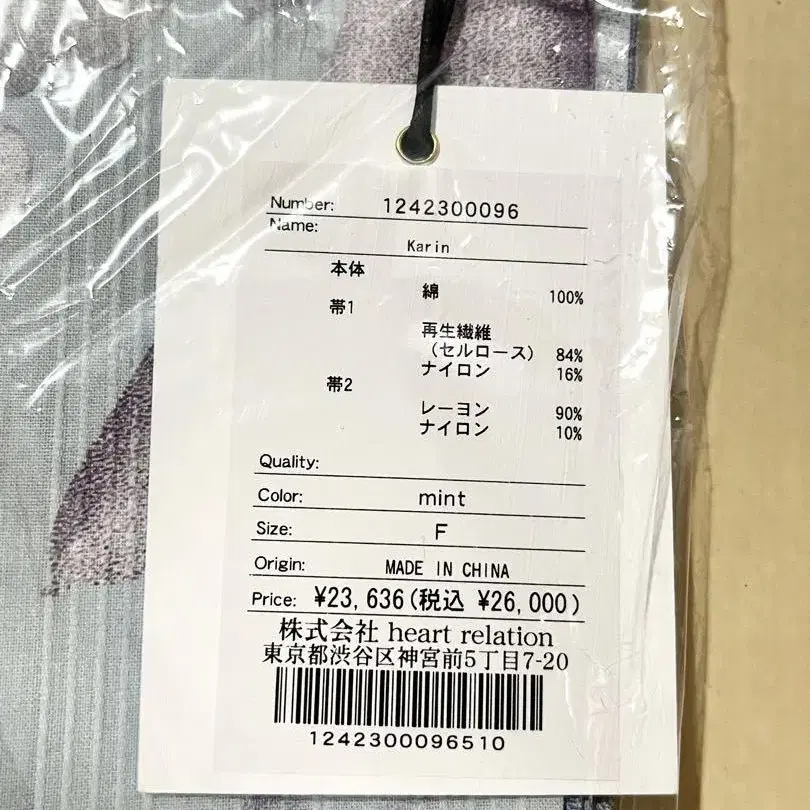 Number: 1242300096
Name:
Karin
本体
綿 100%
帯1
再生繊維
（セルロース） 84%
ナイロン 16%
帯2
レーヨン 90%
ナイロン 10%
Quality:
Color: mint
Size: F
Origin: MADE IN CHINA
Price: ¥23,636(税込 ¥26,000)
株式会社 heart relation
東京都渋谷区神宮前5丁目7-20
1242300096510